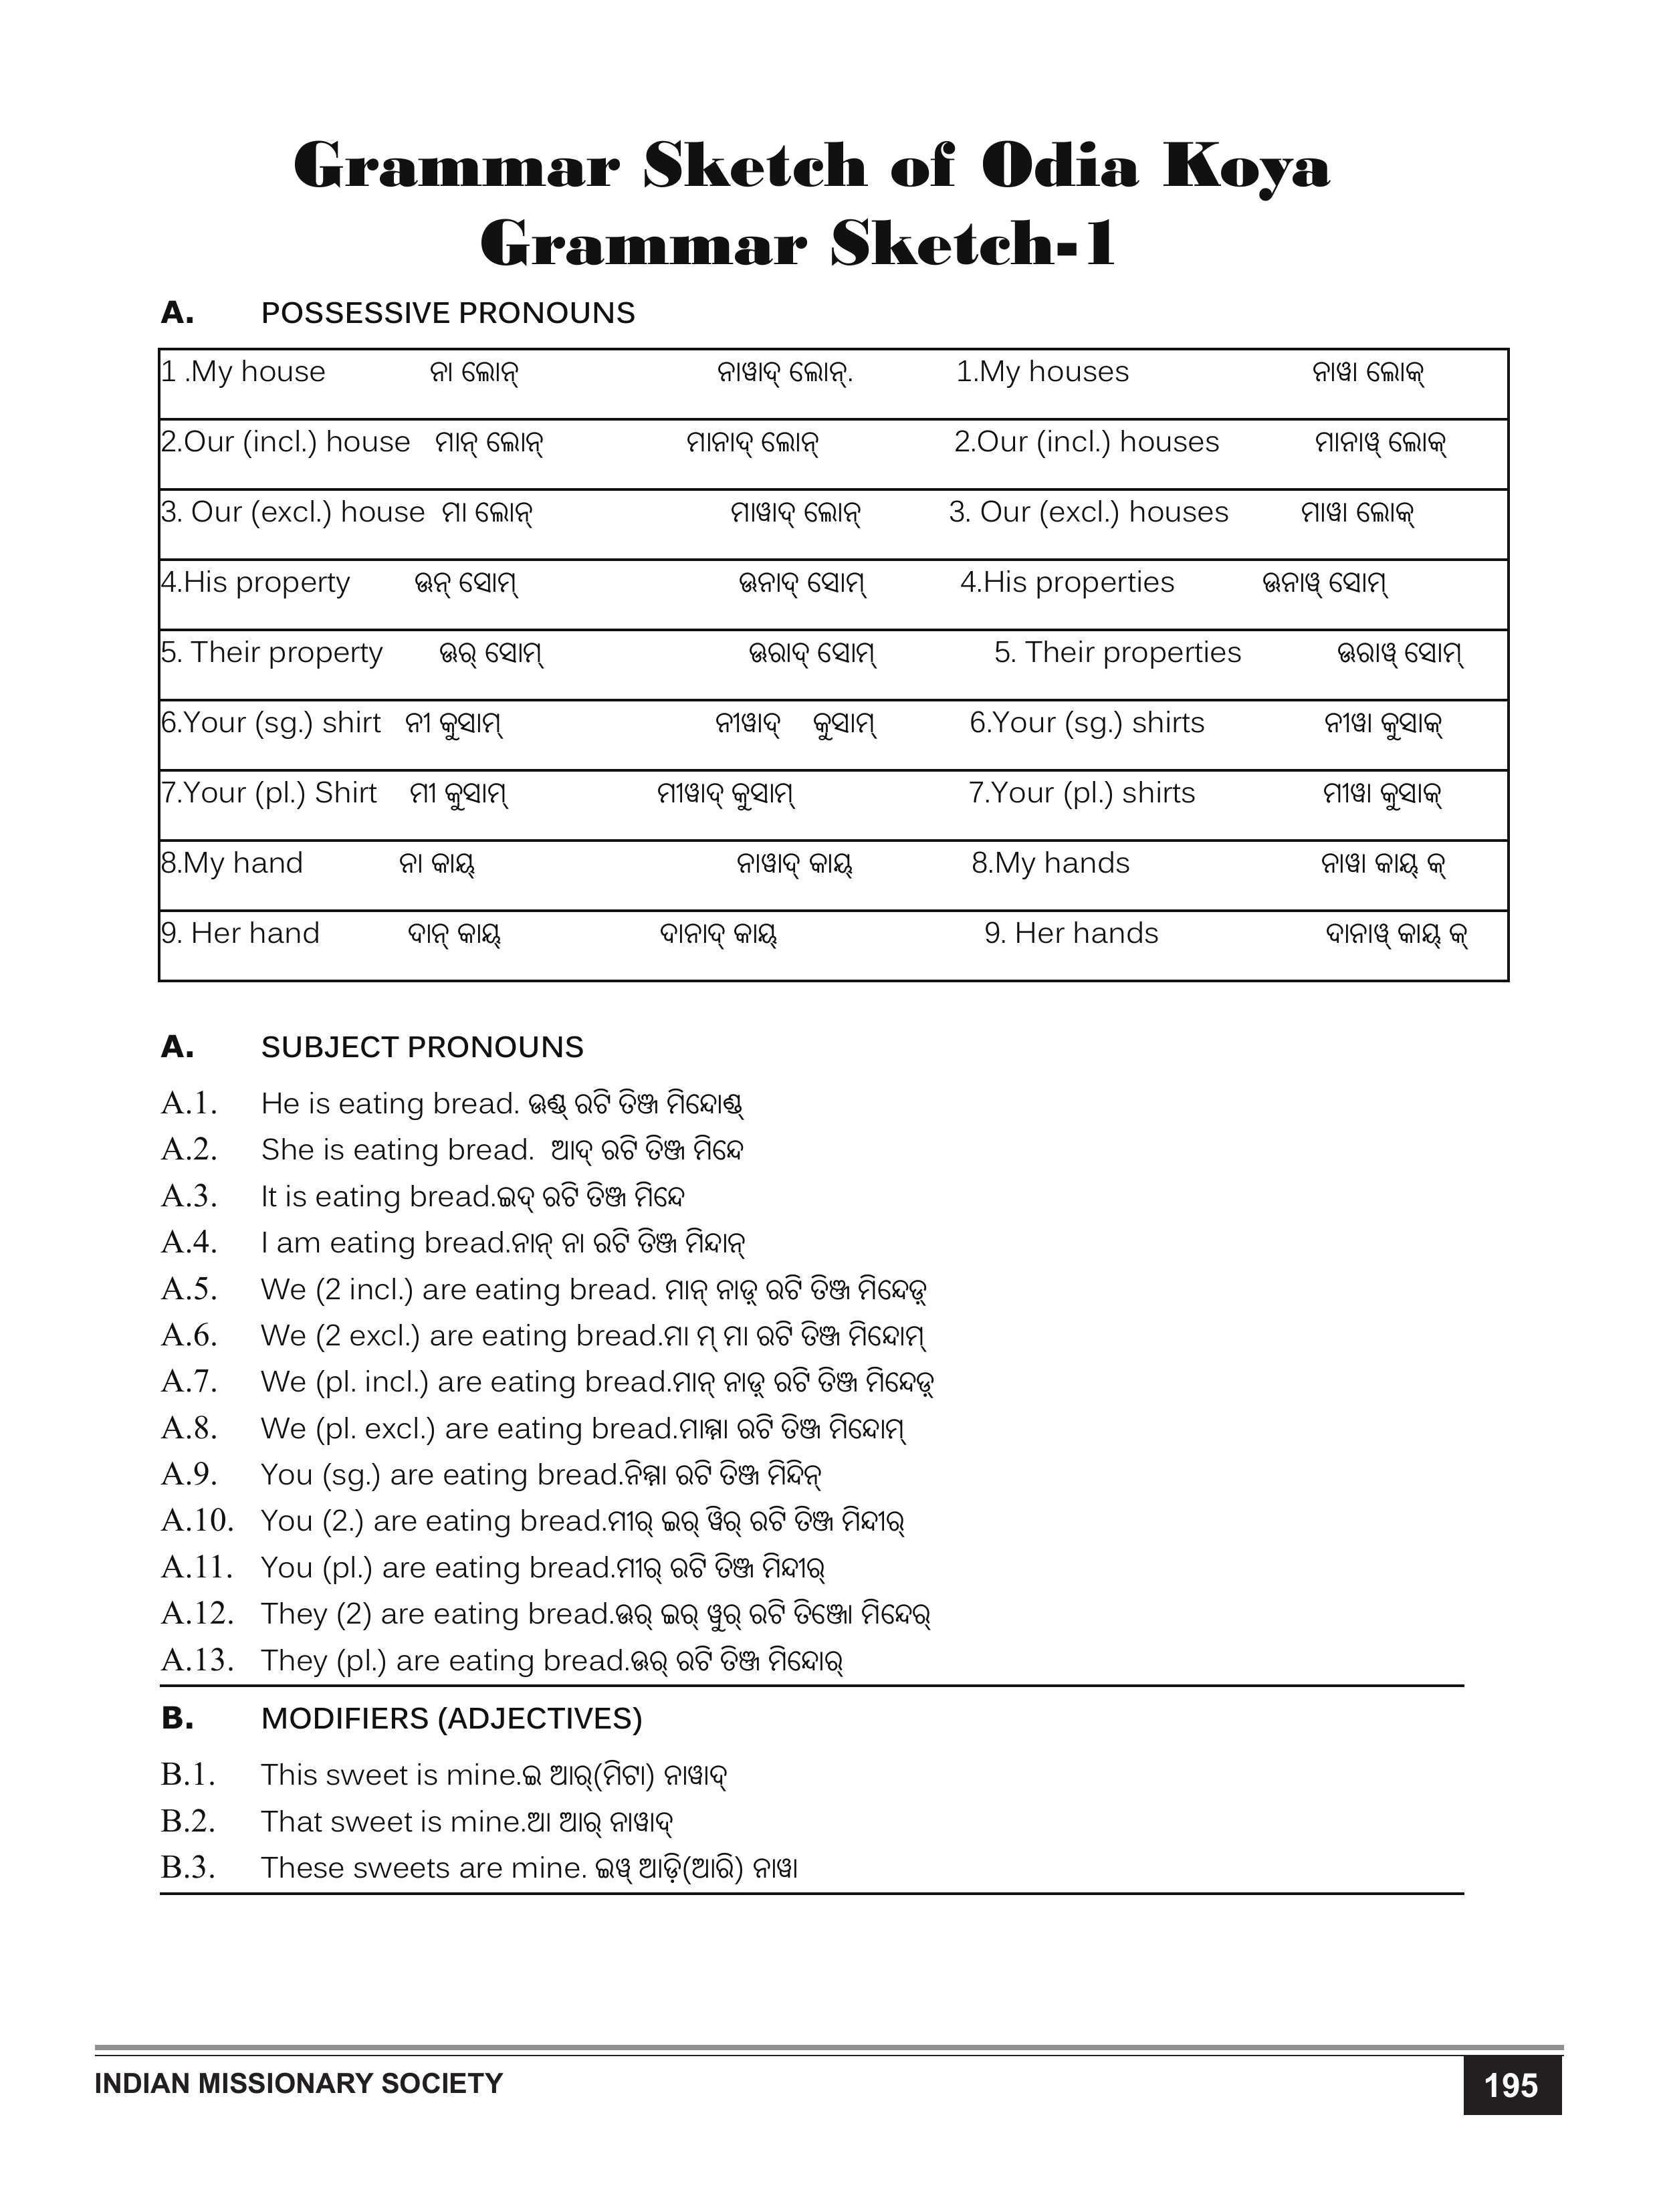 Grammar Sketch of Odia Koya
Grammar Sketch-1
A. POSSESSIVE PRONOUNS
1 .My house ନା ଲୋନ୍ ନାୱାଦ୍ ଲୋନ୍. 1.My houses ନାୱା ଲୋକ୍
2.Our (incl.) house ମାନ୍ ଲୋନ୍ ମାନାଦ୍ ଲୋନ୍ 2.Our (incl.) houses ମାନାୱ୍ ଲୋକ୍
3. Our (excl.) house ମା ଲୋନ୍ ମାୱାଦ୍ ଲୋନ୍ 3. Our (excl.) houses ମାୱା ଲୋକ୍
4.His property ଊନ୍ ସୋମ୍ ଊନାଦ୍ ସୋମ୍ 4.His properties ଊନାୱ୍ ସୋମ୍
5. Their property ଊର୍ ସୋମ୍ ଊରାଦ୍ ସୋମ୍ 5. Their properties ଊରାୱ୍ ସୋମ୍
6.Your (sg.) shirt ନୀ କୁସାମ୍ ନୀୱାଦ୍ କୁସାମ୍ 6.Your (sg.) shirts ନୀୱା କୁସାକ୍
7.Your (pl.) Shirt ମୀ କୁସାମ୍ ମୀୱାଦ୍ କୁସାମ୍ 7.Your (pl.) shirts ମୀୱା କୁସାକ୍
8.My hand ନା କାୟ୍ ନାୱାଦ୍ କାୟ୍ 8.My hands ନାୱା କାୟ୍ କ୍
9. Her hand ଦାନ୍ କାୟ୍ ଦାନାଦ୍ କାୟ୍ 9. Her hands ଦାନାୱ୍ କାୟ୍ କ୍
A. SUBJECT PRONOUNS
A.1. He is eating bread. ଊଣ୍ଡ୍ ରଟି ତିଞ୍ଜ ମିନ୍ଦୋଣ୍ଡ୍
A.2. She is eating bread. ଆଦ୍ ରଟି ତିଞ୍ଜ ମିନ୍ଦେ
A.3. It is eating bread.ଇଦ୍ ରଟି ତିଞ୍ଜ ମିନ୍ଦେ
A.4. I am eating bread.ନାନ୍ ନା ରଟି ତିଞ୍ଜ ମିନ୍ଦାନ୍
A.5. We (2 incl.) are eating bread. ମାନ୍ ନାଡ଼୍ ରଟି ତିଞ୍ଜ ମିନ୍ଦେଡ଼୍
A.6. We (2 excl.) are eating bread.ମା ମ୍ ମା ରଟି ତିଞ୍ଜ ମିନ୍ଦୋମ୍
A.7. We (pl. incl.) are eating bread.ମାନ୍ ନାଡ଼୍ ରଟି ତିଞ୍ଜ ମିନ୍ଦେଡ଼୍
A.8. We (pl. excl.) are eating bread.ମାମ୍ମା ରଟି ତିଞ୍ଜ ମିନ୍ଦୋମ୍
A.9. You (sg.) are eating bread.ନିମ୍ମା ରଟି ତିଞ୍ଜ ମିନ୍ଦିନ୍
A.10. You (2.) are eating bread.ମୀର୍ ଇର୍ ୱିର୍ ରଟି ତିଞ୍ଜ ମିନ୍ଦୀର୍
A.11. You (pl.) are eating bread.ମୀର୍ ରଟି ତିଞ୍ଜ ମିନ୍ଦୀର୍
A.12. They (2) are eating bread.ଊର୍ ଇର୍ ୱୁର୍ ରଟି ତିଞ୍ଜୋ ମିନ୍ଦେର୍
A.13. They (pl.) are eating bread.ଊର୍ ରଟି ତିଞ୍ଜ ମିନ୍ଦୋର୍
B. MODIFIERS (ADJECTIVES)
B.1. This sweet is mine.ଇ ଆର୍(ମିଟା) ନାୱାଦ୍
B.2. That sweet is mine.ଆ ଆର୍ ନାୱାଦ୍
B.3. These sweets are mine. ଇୱ୍ ଆଡ଼ି(ଆରି) ନାୱା
INDIAN MISSIONARY SOCIETY 195